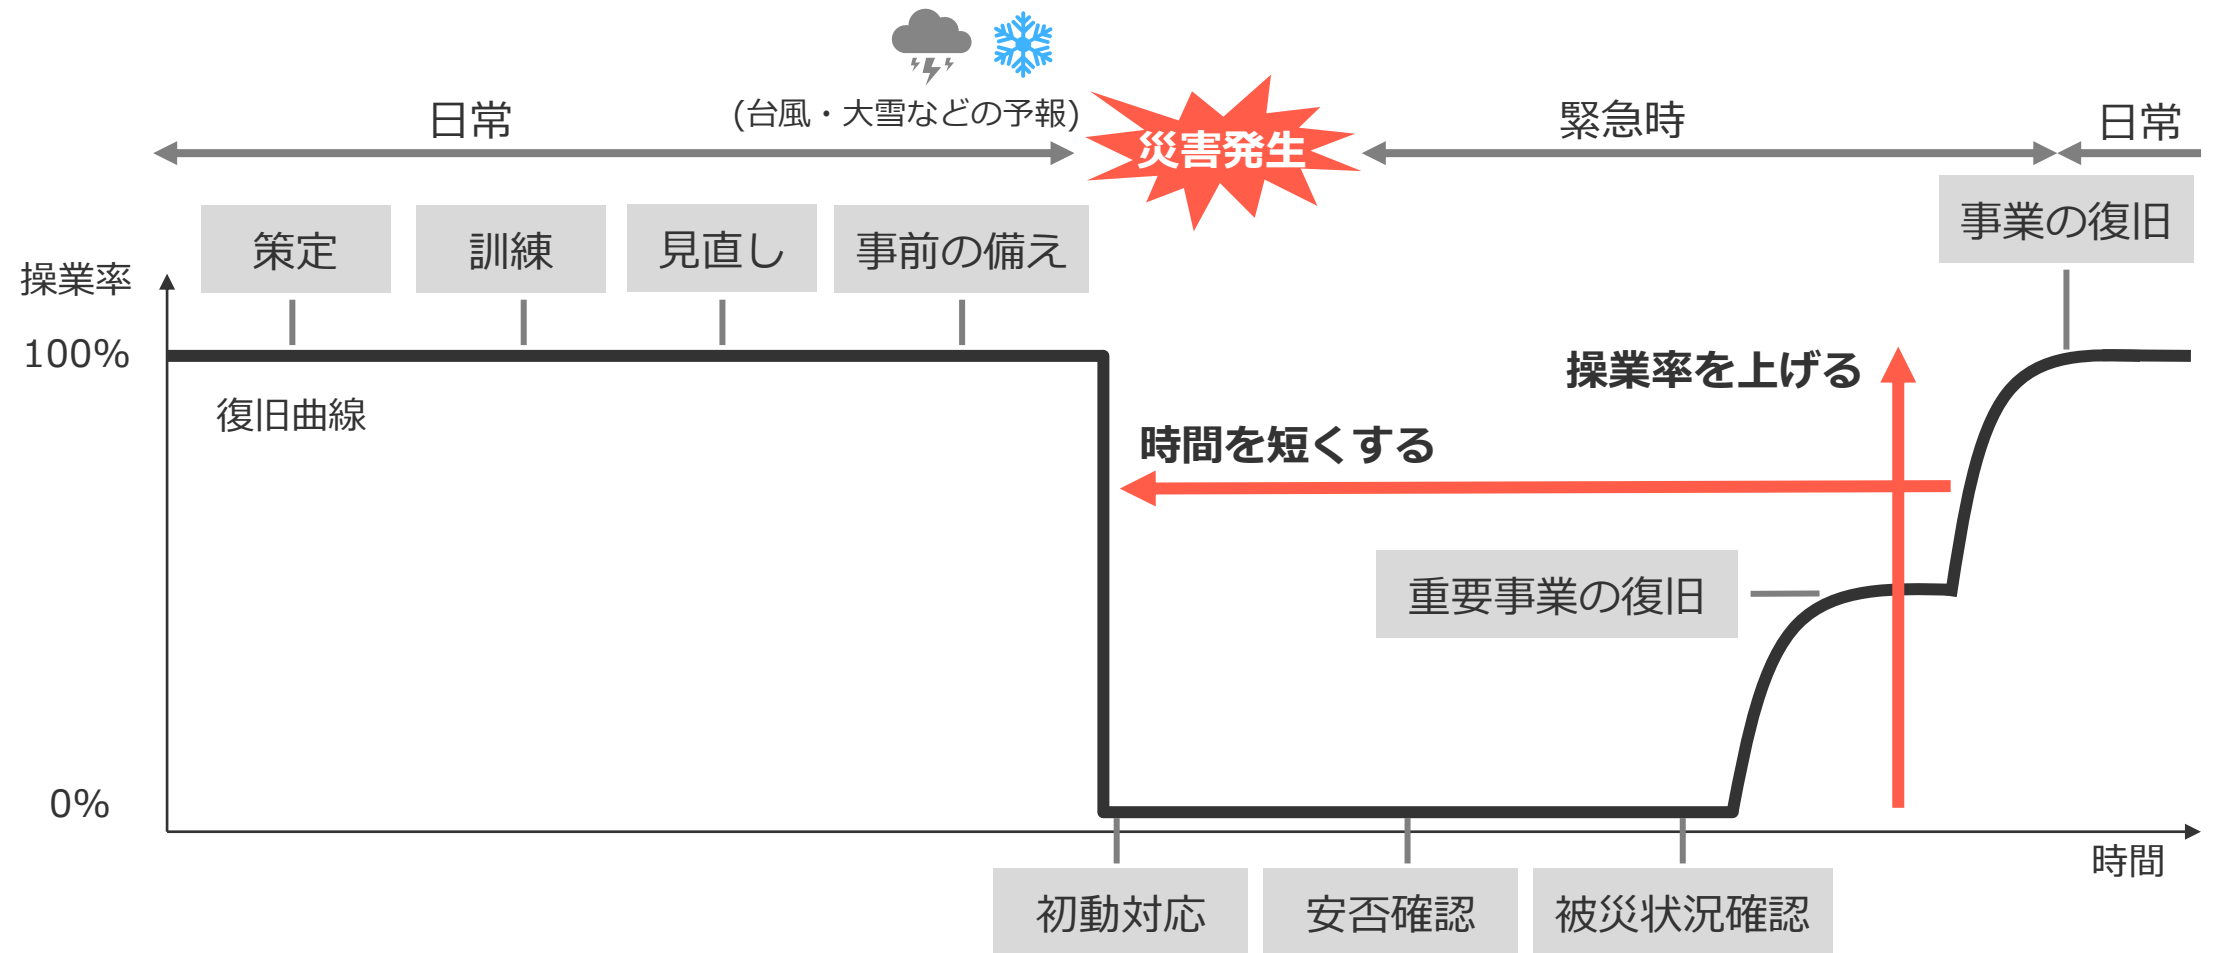 日常
(台風・大雪などの予報)
災害発生
緊急時
日常
策定
訓練
見直し
事前の備え
事業の復旧
操業率
100%
復旧曲線
操業率を上げる
時間を短くする
重要事業の復旧
0%
時間
初動対応
安否確認
被災状況確認